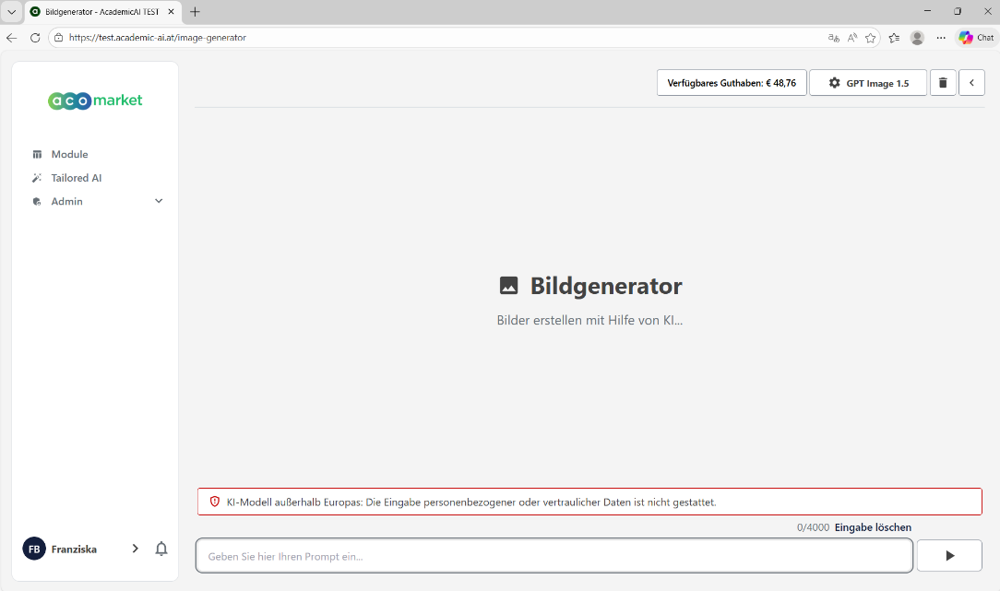 Bildgenerator - AcademicAI TEST
https://test.academic-ai.at/image-generator
Chat
aco market
Verfügbares Guthaben: € 48,76
GPT Image 1.5
Module
Tailored AI
Admin
Bildgenerator
Bilder erstellen mit Hilfe von KI...
KI-Modell außerhalb Europas: Die Eingabe personenbezogener oder vertraulicher Daten ist nicht gestattet.
0/4000 Eingabe löschen
FB Franziska
Geben Sie hier Ihren Prompt ein...